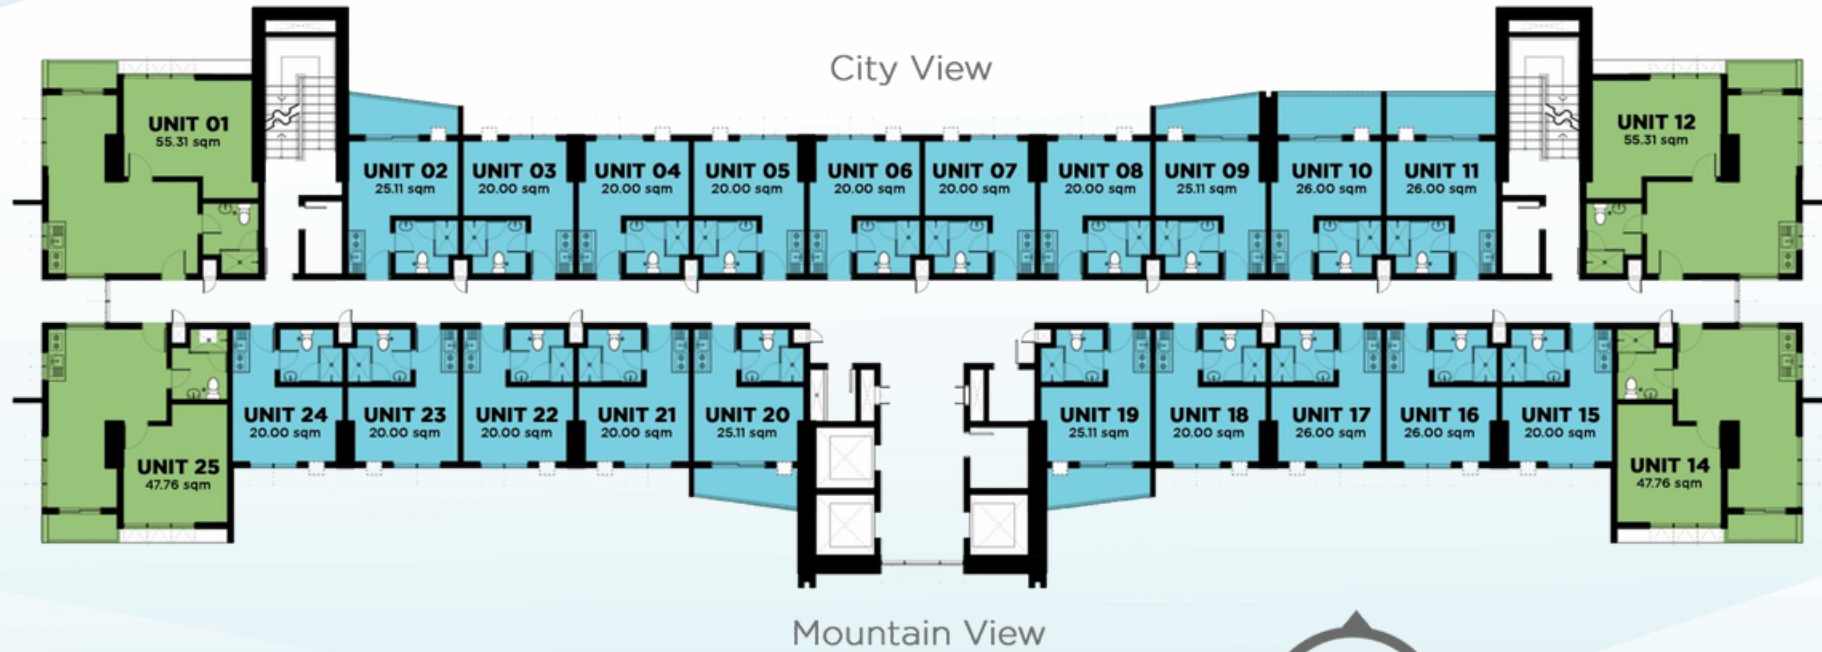 City View
UNIT 01
55.31 sqm
UNIT 02
25.11 sqm
UNIT 03
20.00 sqm
UNIT 04
20.00 sqm
UNIT 05
20.00 sqm
UNIT 06
20.00 sqm
UNIT 07
20.00 sqm
UNIT 08
20.00 sqm
UNIT 09
25.11 sqm
UNIT 10
26.00 sqm
UNIT 11
26.00 sqm
UNIT 12
55.31 sqm
UNIT 25
47.76 sqm
UNIT 24
20.00 sqm
UNIT 23
20.00 sqm
UNIT 22
20.00 sqm
UNIT 21
20.00 sqm
UNIT 20
25.11 sqm
UNIT 19
25.11 sqm
UNIT 18
20.00 sqm
UNIT 17
26.00 sqm
UNIT 16
26.00 sqm
UNIT 15
20.00 sqm
UNIT 14
47.76 sqm
Mountain View